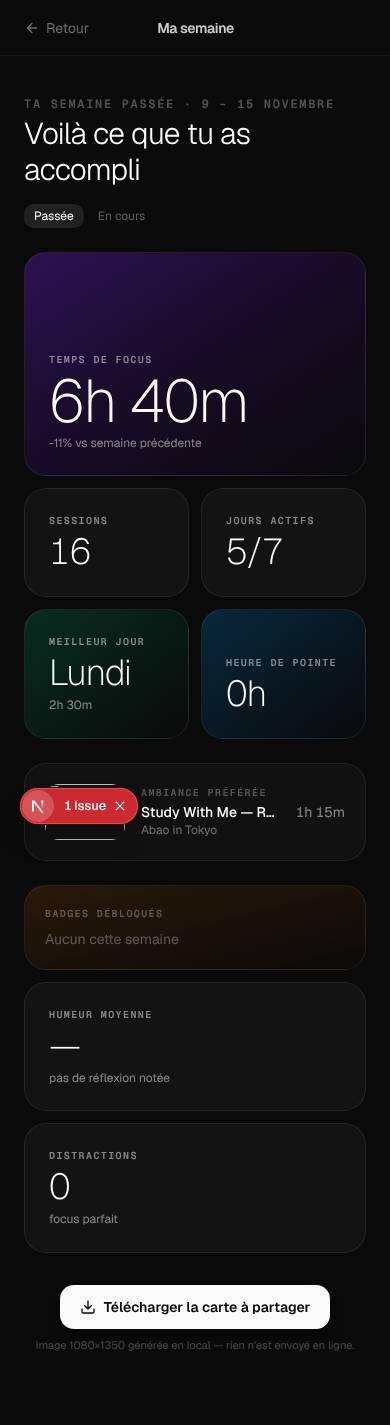 Retour
Ma semaine
TA SEMAINE PASSÉE · 9 – 15 NOVEMBRE
Voilà ce que tu as
accompli
Passée
En cours
TEMPS DE FOCUS
6h 40m
-11% vs semaine précédente
SESSIONS
16
JOURS ACTIFS
5/7
MEILLEUR JOUR
Lundi
2h 30m
HEURE DE POINTE
0h
N 1 Issue
AMBIANCE PRÉFÉRÉE
Study With Me — R...
1h 15m
Abao in Tokyo
BADGES DÉBLOQUÉS
Aucun cette semaine
HUMEUR MOYENNE
—
pas de réflexion notée
DISTRACTIONS
0
focus parfait
Télécharger la carte à partager
Image 1080×1350 générée en local — rien n'est envoyé en ligne.